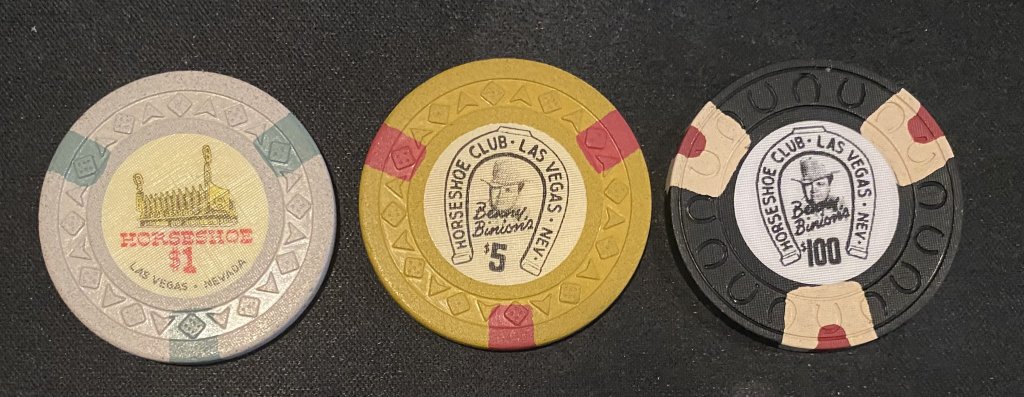 HORSESHOE
$1
LAS VEGAS • NEVADA
HORSESHOE CLUB • LAS VEGAS • NEV.
Benny
Binion's
$5
HORSESHOE CLUB • LAS VEGAS • NEV.
Benny
Binion's
$100